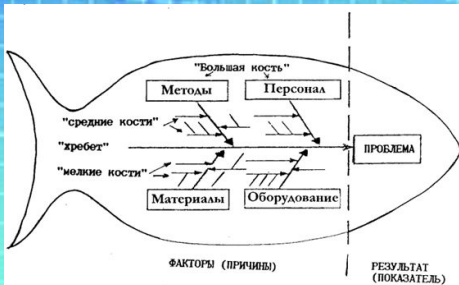 "Большая кость"
Методы
Персонал
"средние кости"
"хребет"
ПРОБЛЕМА
"мелкие кости"
Материалы
Оборудование
ФАКТОРЫ (ПРИЧИНЫ)
РЕЗУЛЬТАТ
(ПОКАЗАТЕЛЬ)